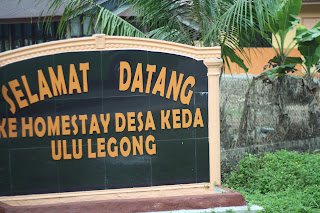 SELAMAT DATANG
KE HOMESTAY DESA KEDA
ULU LEGONG